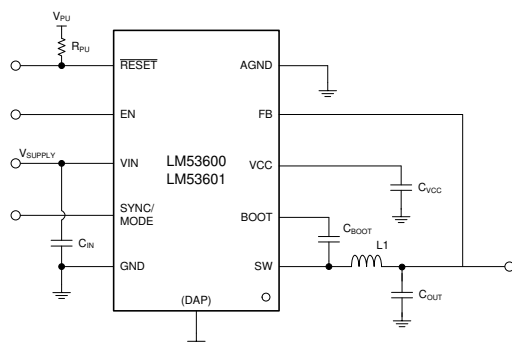 VPU
RPU
RESET
AGND
EN
FB
VSUPPLY
VIN
LM53600
LM53601
VCC
CVCC
SYNC/
MODE
BOOT
CBOOT
L1
CIN
GND
SW
COUT
(DAP)